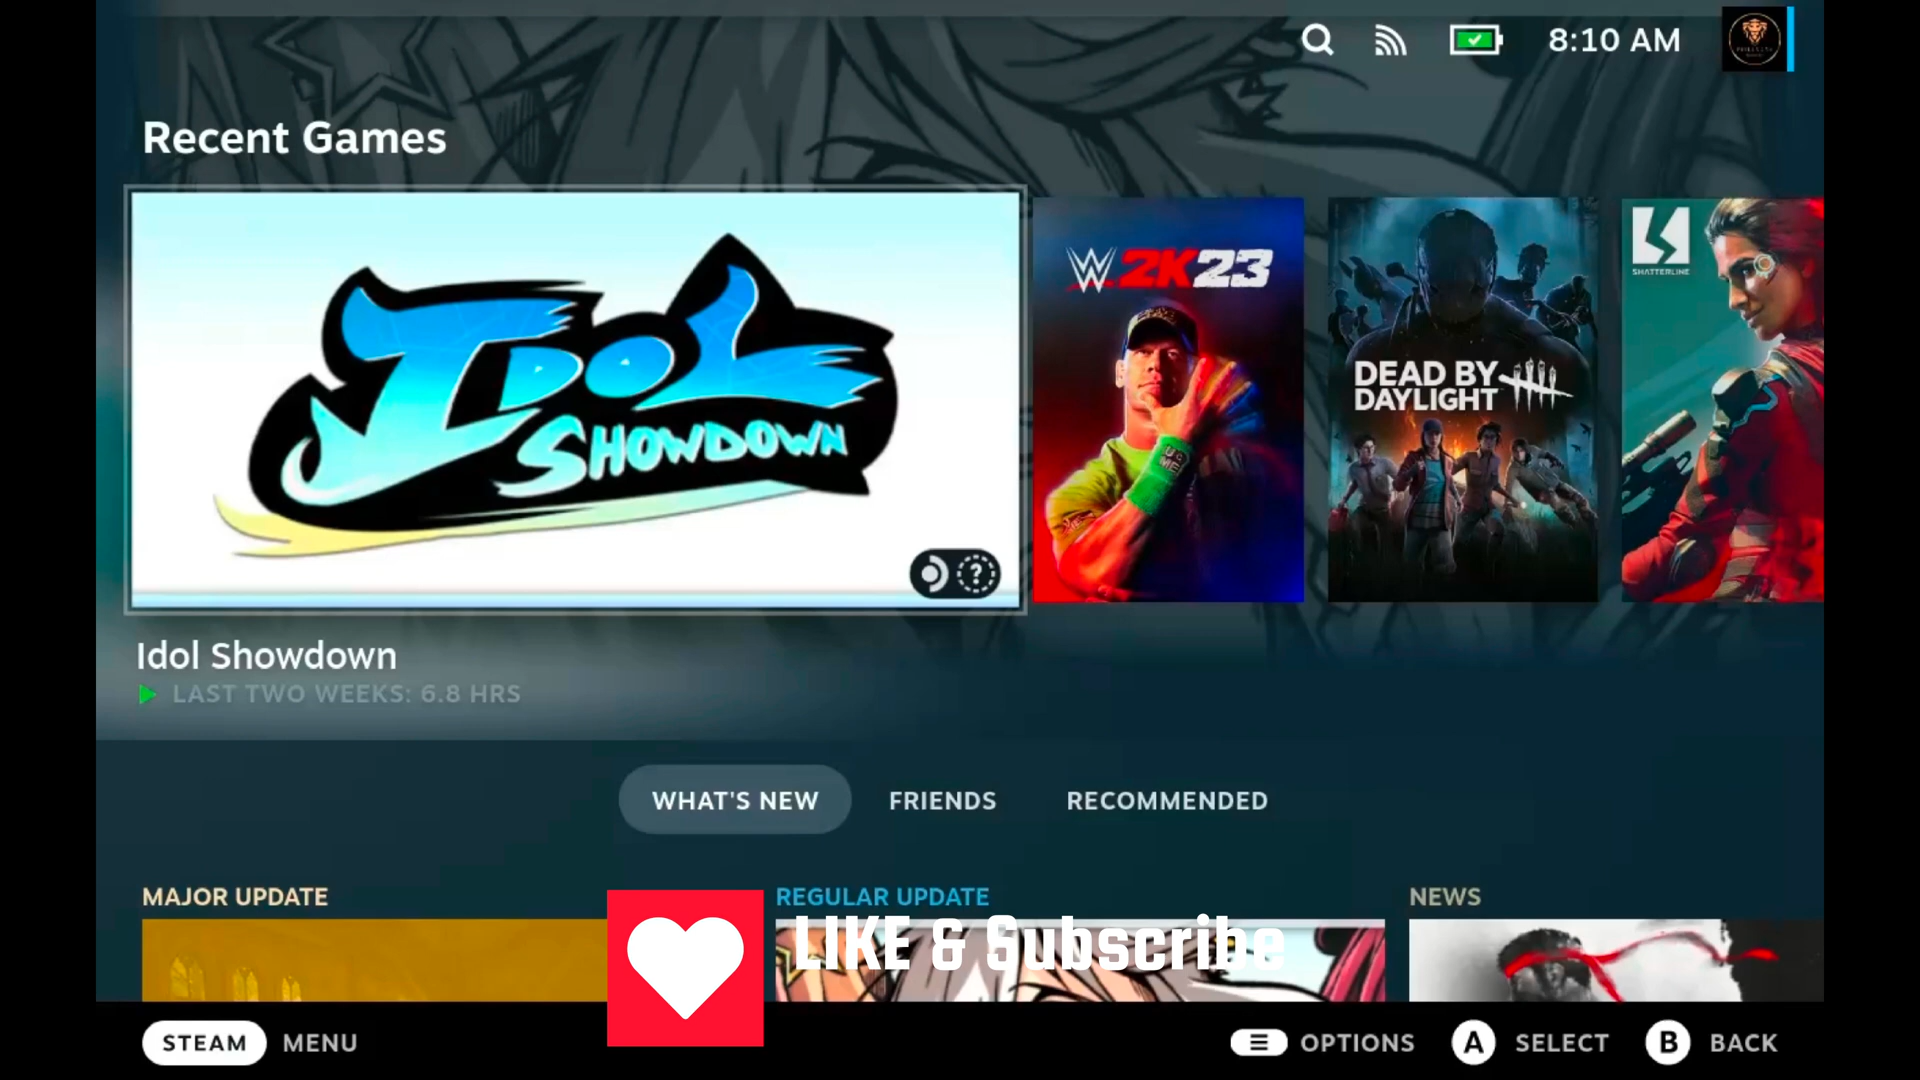 8:10 AM
Recent Games
IDOL
SHOWDOWN
W 2K23
U C
ME
DEAD BY
DAYLIGHT
SHATTERLINE
?
Idol Showdown
LAST TWO WEEKS: 6.8 HRS
WHAT'S NEW
FRIENDS
RECOMMENDED
MAJOR UPDATE
REGULAR UPDATE
NEWS
LIKE & Subscribe
STEAM MENU
OPTIONS
A SELECT
B BACK